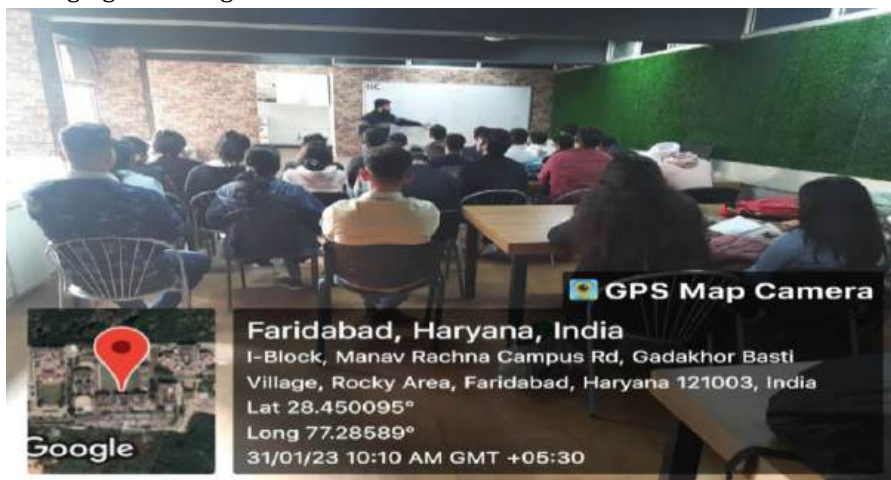 IIC
GPS Map Camera
Faridabad, Haryana, India
I-Block, Manav Rachna Campus Rd, Gadakhor Basti
Village, Rocky Area, Faridabad, Haryana 121003, India
Lat 28.450095°
Long 77.28589°
31/01/23 10:10 AM GMT +05:30
Google